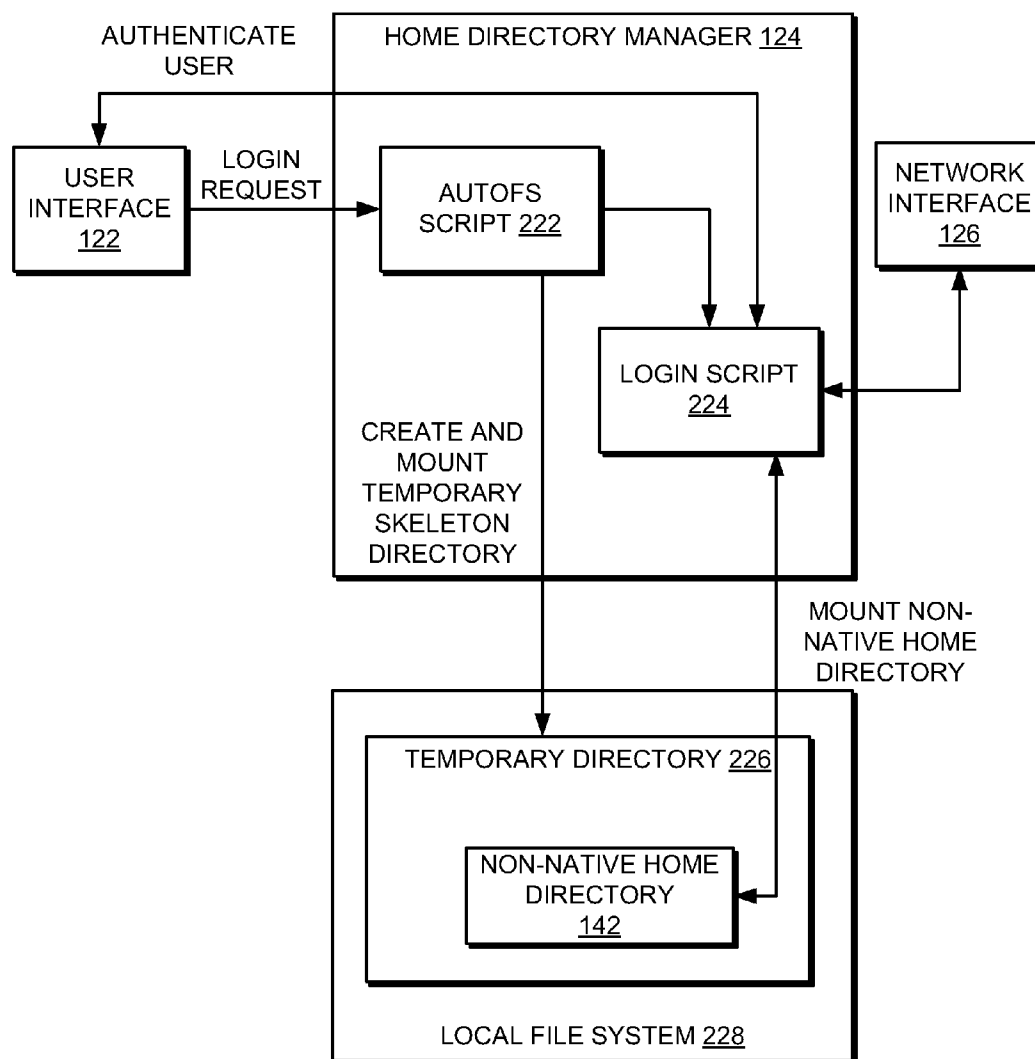 AUTHENTICATE
USER
HOME DIRECTORY MANAGER 124
USER
INTERFACE
122
LOGIN
REQUEST
AUTOFS
SCRIPT 222
NETWORK
INTERFACE
126
LOGIN SCRIPT
224
CREATE AND
MOUNT
TEMPORARY
SKELETON
DIRECTORY
MOUNT NON-
NATIVE HOME
DIRECTORY
TEMPORARY DIRECTORY 226
NON-NATIVE HOME
DIRECTORY
142
LOCAL FILE SYSTEM 228